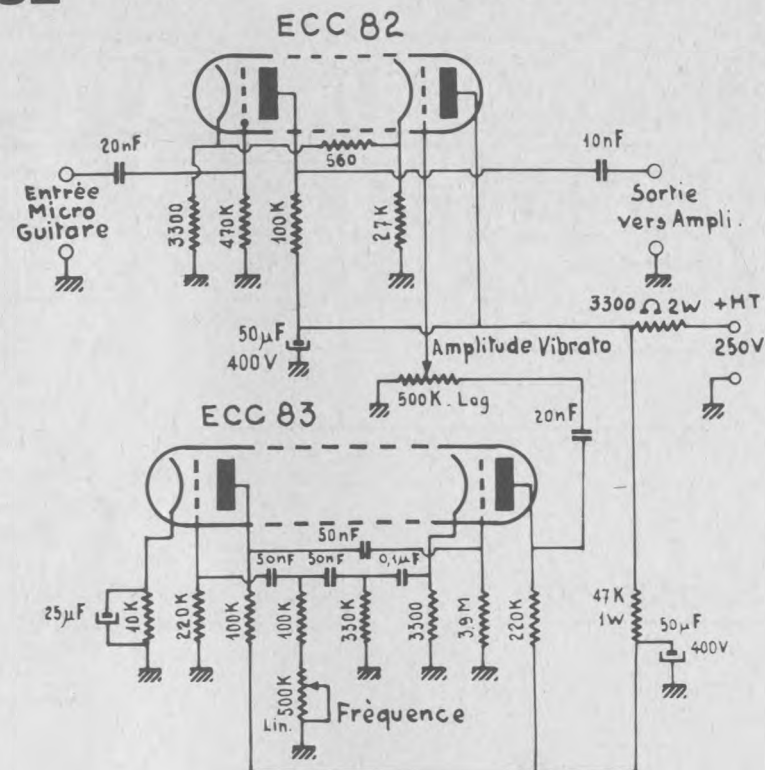 ECC 82
20nF
560
10nF
Entrée
Micro
Guitare
3300
470K
100K
27K
Sortie
vers Ampli.
3300 Ω 2W +HT
50µF
400V
250V
Amplitude Vibrato
500K. Log
20nF
ECC 83
50nF
50nF
50nF
0,1µF
25µF
10K
220K
100K
100K
330K
3300
3,9M
220K
47K
1W
50µF
400V
500K
Lin.
Fréquence